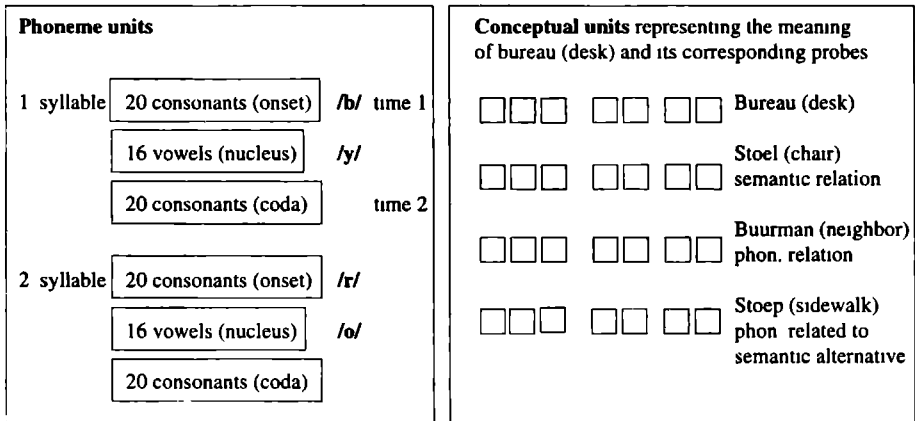 Phoneme units
1 syllable 20 consonants (onset) /b/ time 1
16 vowels (nucleus) /y/
20 consonants (coda) time 2
2 syllable 20 consonants (onset) /r/
16 vowels (nucleus) /o/
20 consonants (coda)
Conceptual units representing the meaning
of bureau (desk) and its corresponding probes
Bureau (desk)
Stoel (chair)
semantic relation
Buurman (neighbor)
phon. relation
Stoep (sidewalk)
phon related to
semantic alternative